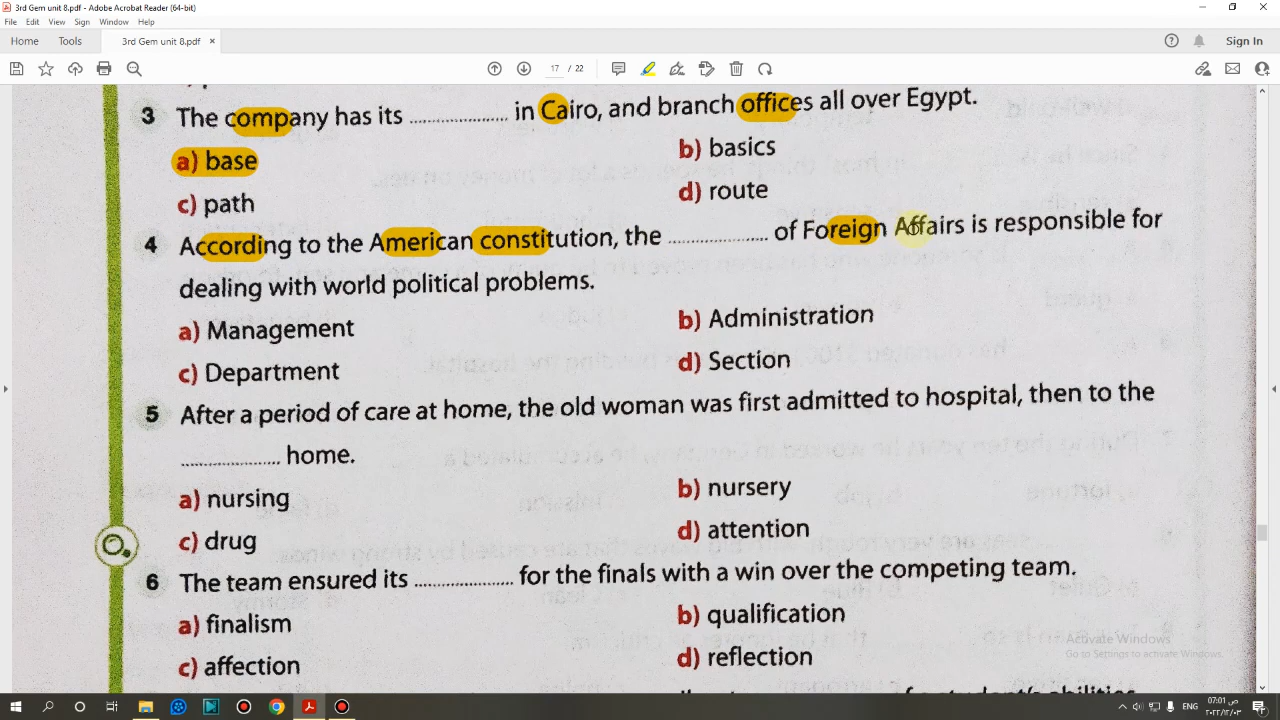 3rd Gem unit 8.pdf - Adobe Acrobat Reader (64-bit)
File Edit View Sign Window Help
Home Tools 3rd Gem unit 8.pdf × Sign In
17 / 22
3 The company has its .................... in Cairo, and branch offices all over Egypt.
a) base b) basics
c) path d) route
4 According to the American constitution, the .................... of Foreign Affairs is responsible for
dealing with world political problems.
a) Management b) Administration
c) Department d) Section
5 After a period of care at home, the old woman was first admitted to hospital, then to the
.................... home.
a) nursing b) nursery
c) drug d) attention
6 The team ensured its .................... for the finals with a win over the competing team.
a) finalism b) qualification
c) affection d) reflection
Activate Windows
Go to Settings to activate Windows.
ENG 07:01 ص
٢٠٢٢/١٢/٠٣